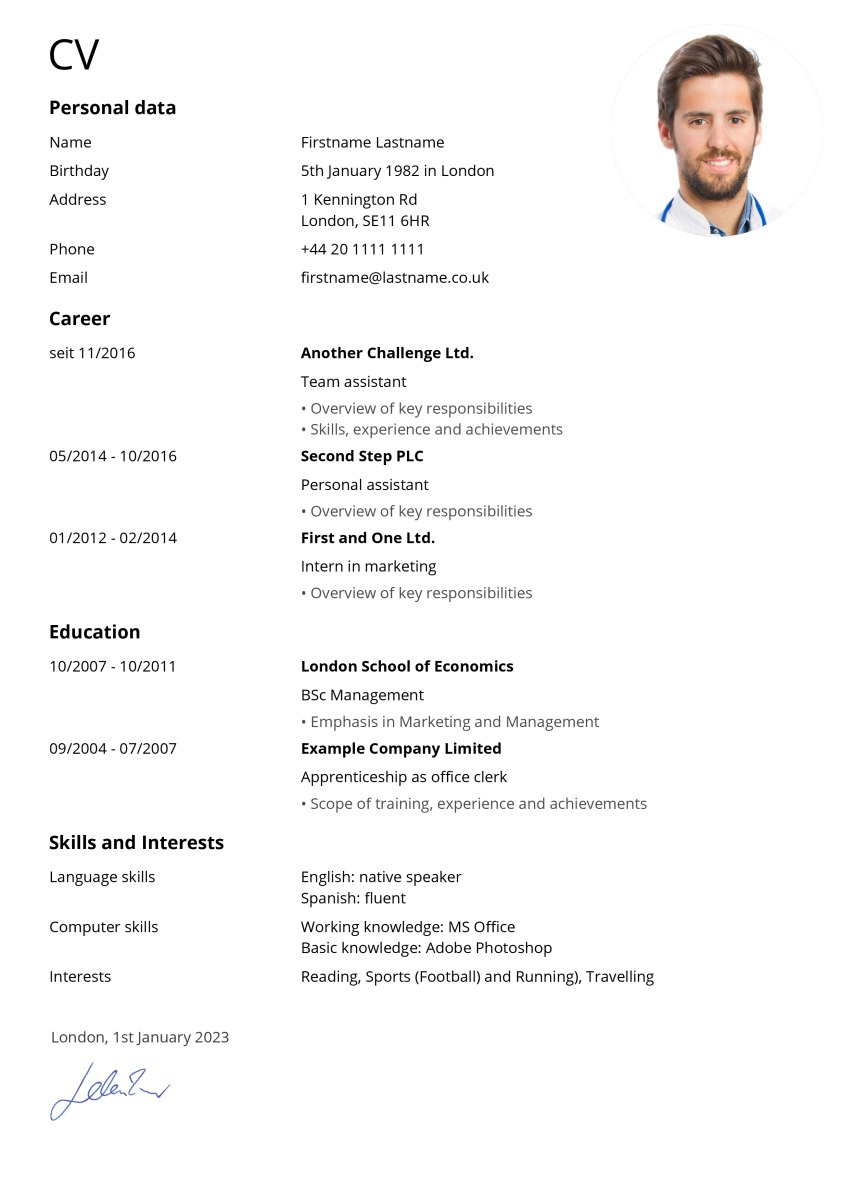 CV
Personal data
Name Firstname Lastname
Birthday 5th January 1982 in London
Address 1 Kennington Rd
London, SE11 6HR
Phone +44 20 1111 1111
Email firstname@lastname.co.uk
Career
seit 11/2016 Another Challenge Ltd.
Team assistant
• Overview of key responsibilities
• Skills, experience and achievements
05/2014 - 10/2016 Second Step PLC
Personal assistant
• Overview of key responsibilities
01/2012 - 02/2014 First and One Ltd.
Intern in marketing
• Overview of key responsibilities
Education
10/2007 - 10/2011 London School of Economics
BSc Management
• Emphasis in Marketing and Management
09/2004 - 07/2007 Example Company Limited
Apprenticeship as office clerk
• Scope of training, experience and achievements
Skills and Interests
Language skills English: native speaker
Spanish: fluent
Computer skills Working knowledge: MS Office
Basic knowledge: Adobe Photoshop
Interests Reading, Sports (Football) and Running), Travelling
London, 1st January 2023